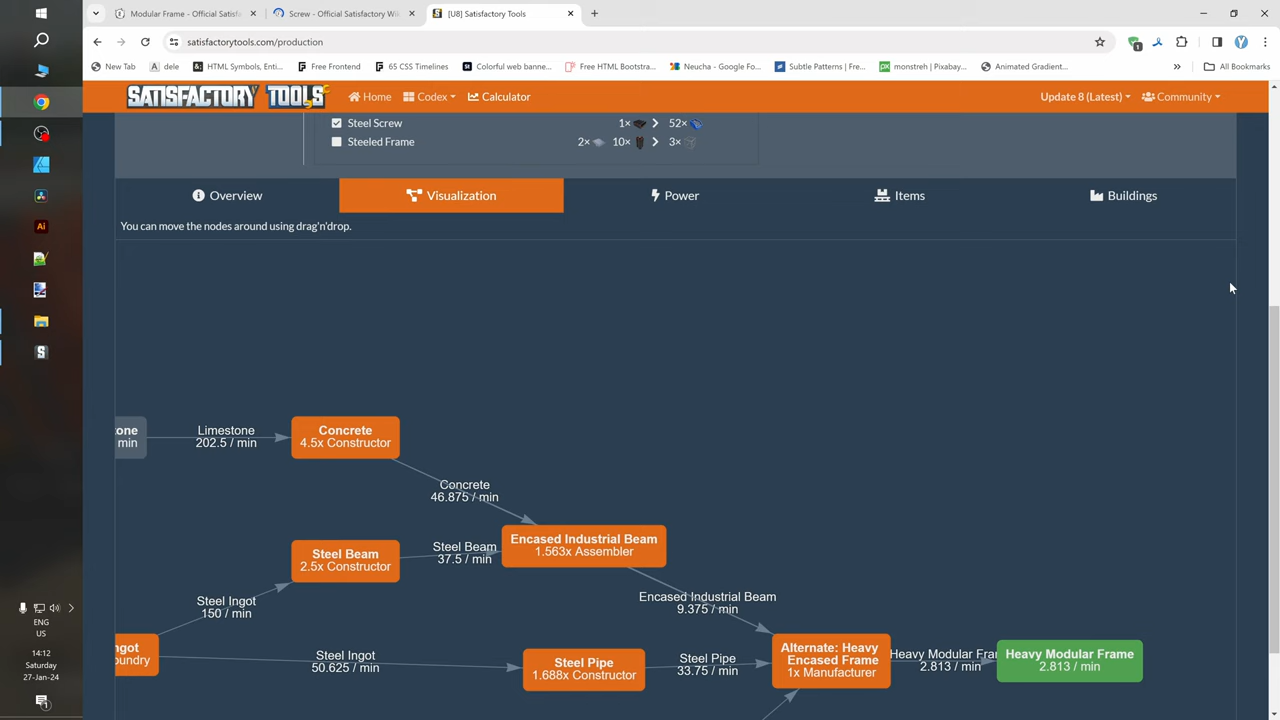 Modular Frame - Official Satisfa
Screw - Official Satisfactory Wi
[U8] Satisfactory Tools
satisfactorytools.com/production
New Tab
dele
HTML Symbols, Enti...
Free Frontend
65 CSS Timelines
Colorful web banne...
Free HTML Bootstra...
Neucha - Google Fo...
Subtle Patterns | Fre...
monstreh | Pixabay...
Animated Gradient...
All Bookmarks
SATISFACTORY TOOLS
Home
Codex
Calculator
Update 8 (Latest)
Community
Steel Screw 1× 52×
Steeled Frame 2× 10× 3×
Overview
Visualization
Power
Items
Buildings
You can move the nodes around using drag'n'drop.
tone
min
Limestone
202.5 / min
Concrete
4.5x Constructor
Concrete
46.875 / min
Steel Beam
2.5x Constructor
Steel Beam
37.5 / min
Encased Industrial Beam
1.563x Assembler
Steel Ingot
150 / min
Encased Industrial Beam
9.375 / min
ngot
oundry
Steel Ingot
50.625 / min
Steel Pipe
1.688x Constructor
Steel Pipe
33.75 / min
Alternate: Heavy
Encased Frame
1x Manufacturer
Heavy Modular Fra
2.813 / min
Heavy Modular Frame
2.813 / min
ENG
US
14:12
Saturday
27-Jan-24